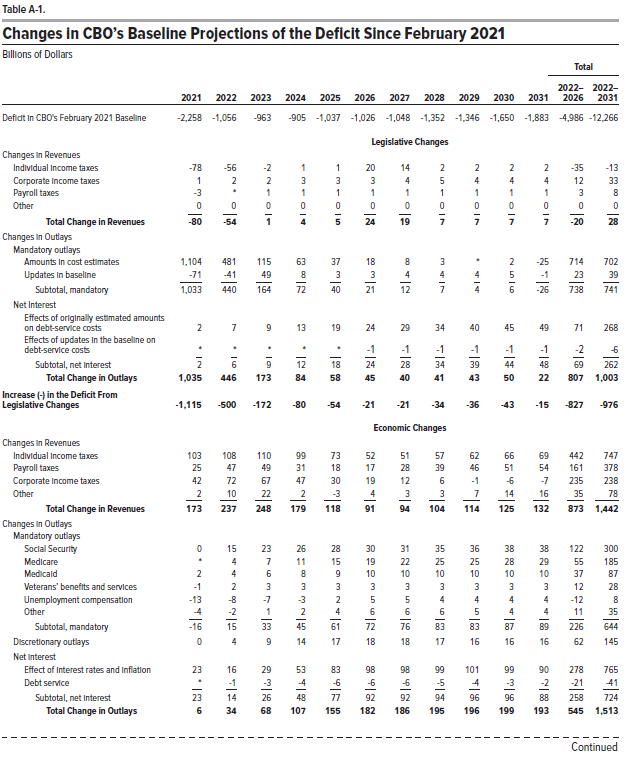 Table A-1.
Changes in CBO’s Baseline Projections of the Deficit Since February 2021
Billions of Dollars
Total
2022– 2022–
2021 2022 2023 2024 2025 2026 2027 2028 2029 2030 2031 2026 2031
Deficit in CBO's February 2021 Baseline -2,258 -1,056 -963 -905 -1,037 -1,026 -1,048 -1,352 -1,346 -1,650 -1,883 -4,986 -12,266
Legislative Changes
Changes in Revenues
Individual income taxes -78 -56 -2 1 1 20 14 2 2 2 2 -35 -13
Corporate income taxes 1 2 2 3 3 3 4 5 4 4 4 12 33
Payroll taxes -3 * 1 1 1 1 1 1 1 1 1 3 8
Other 0 0 0 0 0 0 0 0 0 0 0 0 0
Total Change in Revenues -80 -54 1 4 5 24 19 7 7 7 7 -20 28
Changes in Outlays
Mandatory outlays
Amounts in cost estimates 1,104 481 115 63 37 18 8 3 * 2 -25 714 702
Updates in baseline -71 -41 49 8 3 3 4 4 4 5 -1 23 39
Subtotal, mandatory 1,033 440 164 72 40 21 12 7 4 6 -26 738 741
Net interest
Effects of originally estimated amounts
on debt-service costs 2 7 9 13 19 24 29 34 40 45 49 71 268
Effects of updates in the baseline on
debt-service costs * * * * * -1 -1 -1 -1 -1 -1 -2 -6
Subtotal, net interest 2 6 9 12 18 24 28 34 39 44 48 69 262
Total Change in Outlays 1,035 446 173 84 58 45 40 41 43 50 22 807 1,003
Increase (-) in the Deficit From
Legislative Changes -1,115 -500 -172 -80 -54 -21 -21 -34 -36 -43 -15 -827 -976
Economic Changes
Changes in Revenues
Individual income taxes 103 108 110 99 73 52 51 57 62 66 69 442 747
Payroll taxes 25 47 49 31 18 17 28 39 46 51 54 161 378
Corporate income taxes 42 72 67 47 30 19 12 6 -1 -6 -7 235 238
Other 2 10 22 2 -3 4 3 3 7 14 16 35 78
Total Change in Revenues 173 237 248 179 118 91 94 104 114 125 132 873 1,442
Changes in Outlays
Mandatory outlays
Social Security 0 15 23 26 28 30 31 35 36 38 38 122 300
Medicare * 4 7 11 15 19 22 25 25 28 29 55 185
Medicaid 2 4 6 8 9 10 10 10 10 10 10 37 87
Veterans' benefits and services -1 2 3 3 3 3 3 3 3 3 3 12 28
Unemployment compensation -13 -8 -7 -3 2 5 5 4 4 4 4 -12 8
Other -4 -2 1 2 4 6 6 6 5 4 4 11 35
Subtotal, mandatory -16 15 33 45 61 72 76 83 83 87 89 226 644
Discretionary outlays 0 4 9 14 17 18 18 17 16 16 16 62 145
Net interest
Effect of interest rates and inflation 23 16 29 53 83 98 98 99 101 99 90 278 765
Debt service * -1 -3 -4 -6 -6 -6 -5 -4 -3 -2 -21 -41
Subtotal, net interest 23 14 26 48 77 92 92 94 96 96 88 258 724
Total Change in Outlays 6 34 68 107 155 182 186 195 196 199 193 545 1,513
Continued